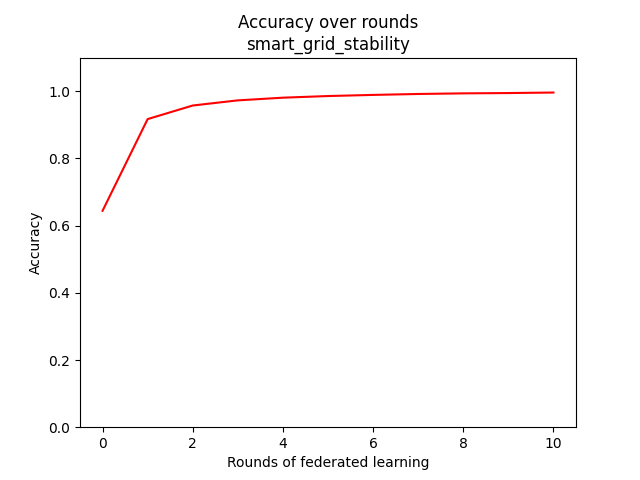 Accuracy over rounds
smart_grid_stability
1.0
0.8
0.6
0.4
0.2
0.0
Accuracy
0 2 4 6 8 10
Rounds of federated learning